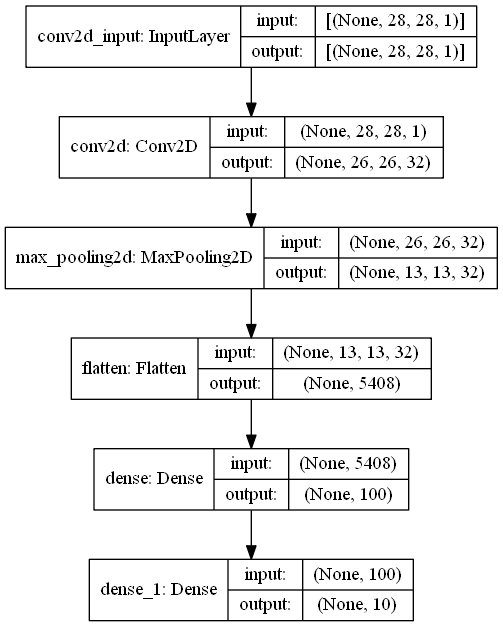 conv2d_input: InputLayer
input: [(None, 28, 28, 1)]
output: [(None, 28, 28, 1)]
conv2d: Conv2D
input: (None, 28, 28, 1)
output: (None, 26, 26, 32)
max_pooling2d: MaxPooling2D
input: (None, 26, 26, 32)
output: (None, 13, 13, 32)
flatten: Flatten
input: (None, 13, 13, 32)
output: (None, 5408)
dense: Dense
input: (None, 5408)
output: (None, 100)
dense_1: Dense
input: (None, 100)
output: (None, 10)